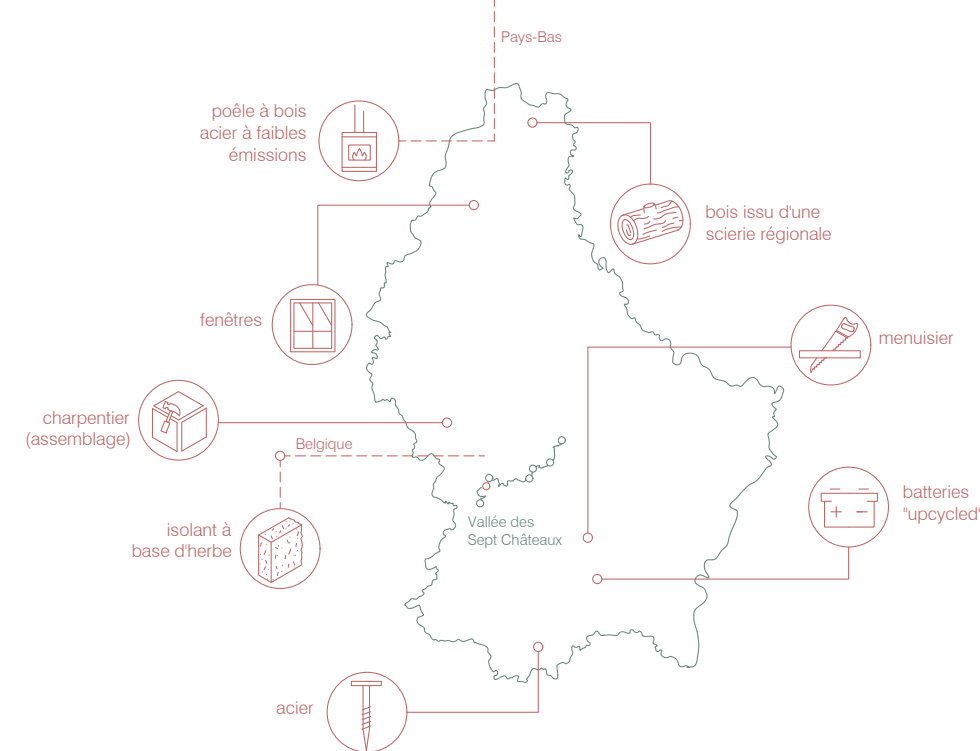 Pays-Bas
poêle à bois
acier à faibles
émissions
bois issu d'une
scierie régionale
fenêtres
menuisier
charpentier
(assemblage)
Belgique
batteries
"upcycled"
Vallée des
Sept Châteaux
isolant à
base d'herbe
acier